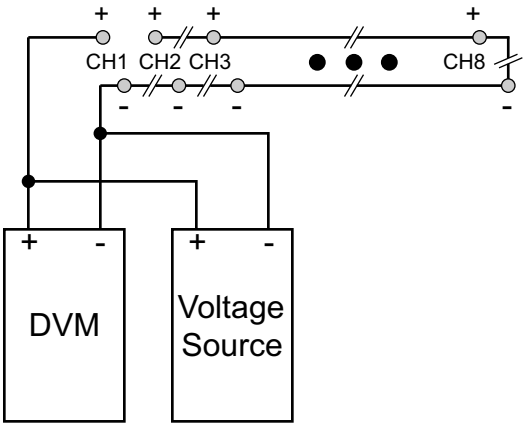 + + + +
CH1 CH2 CH3 CH8
- - - -
+ - + -
DVM
Voltage
Source